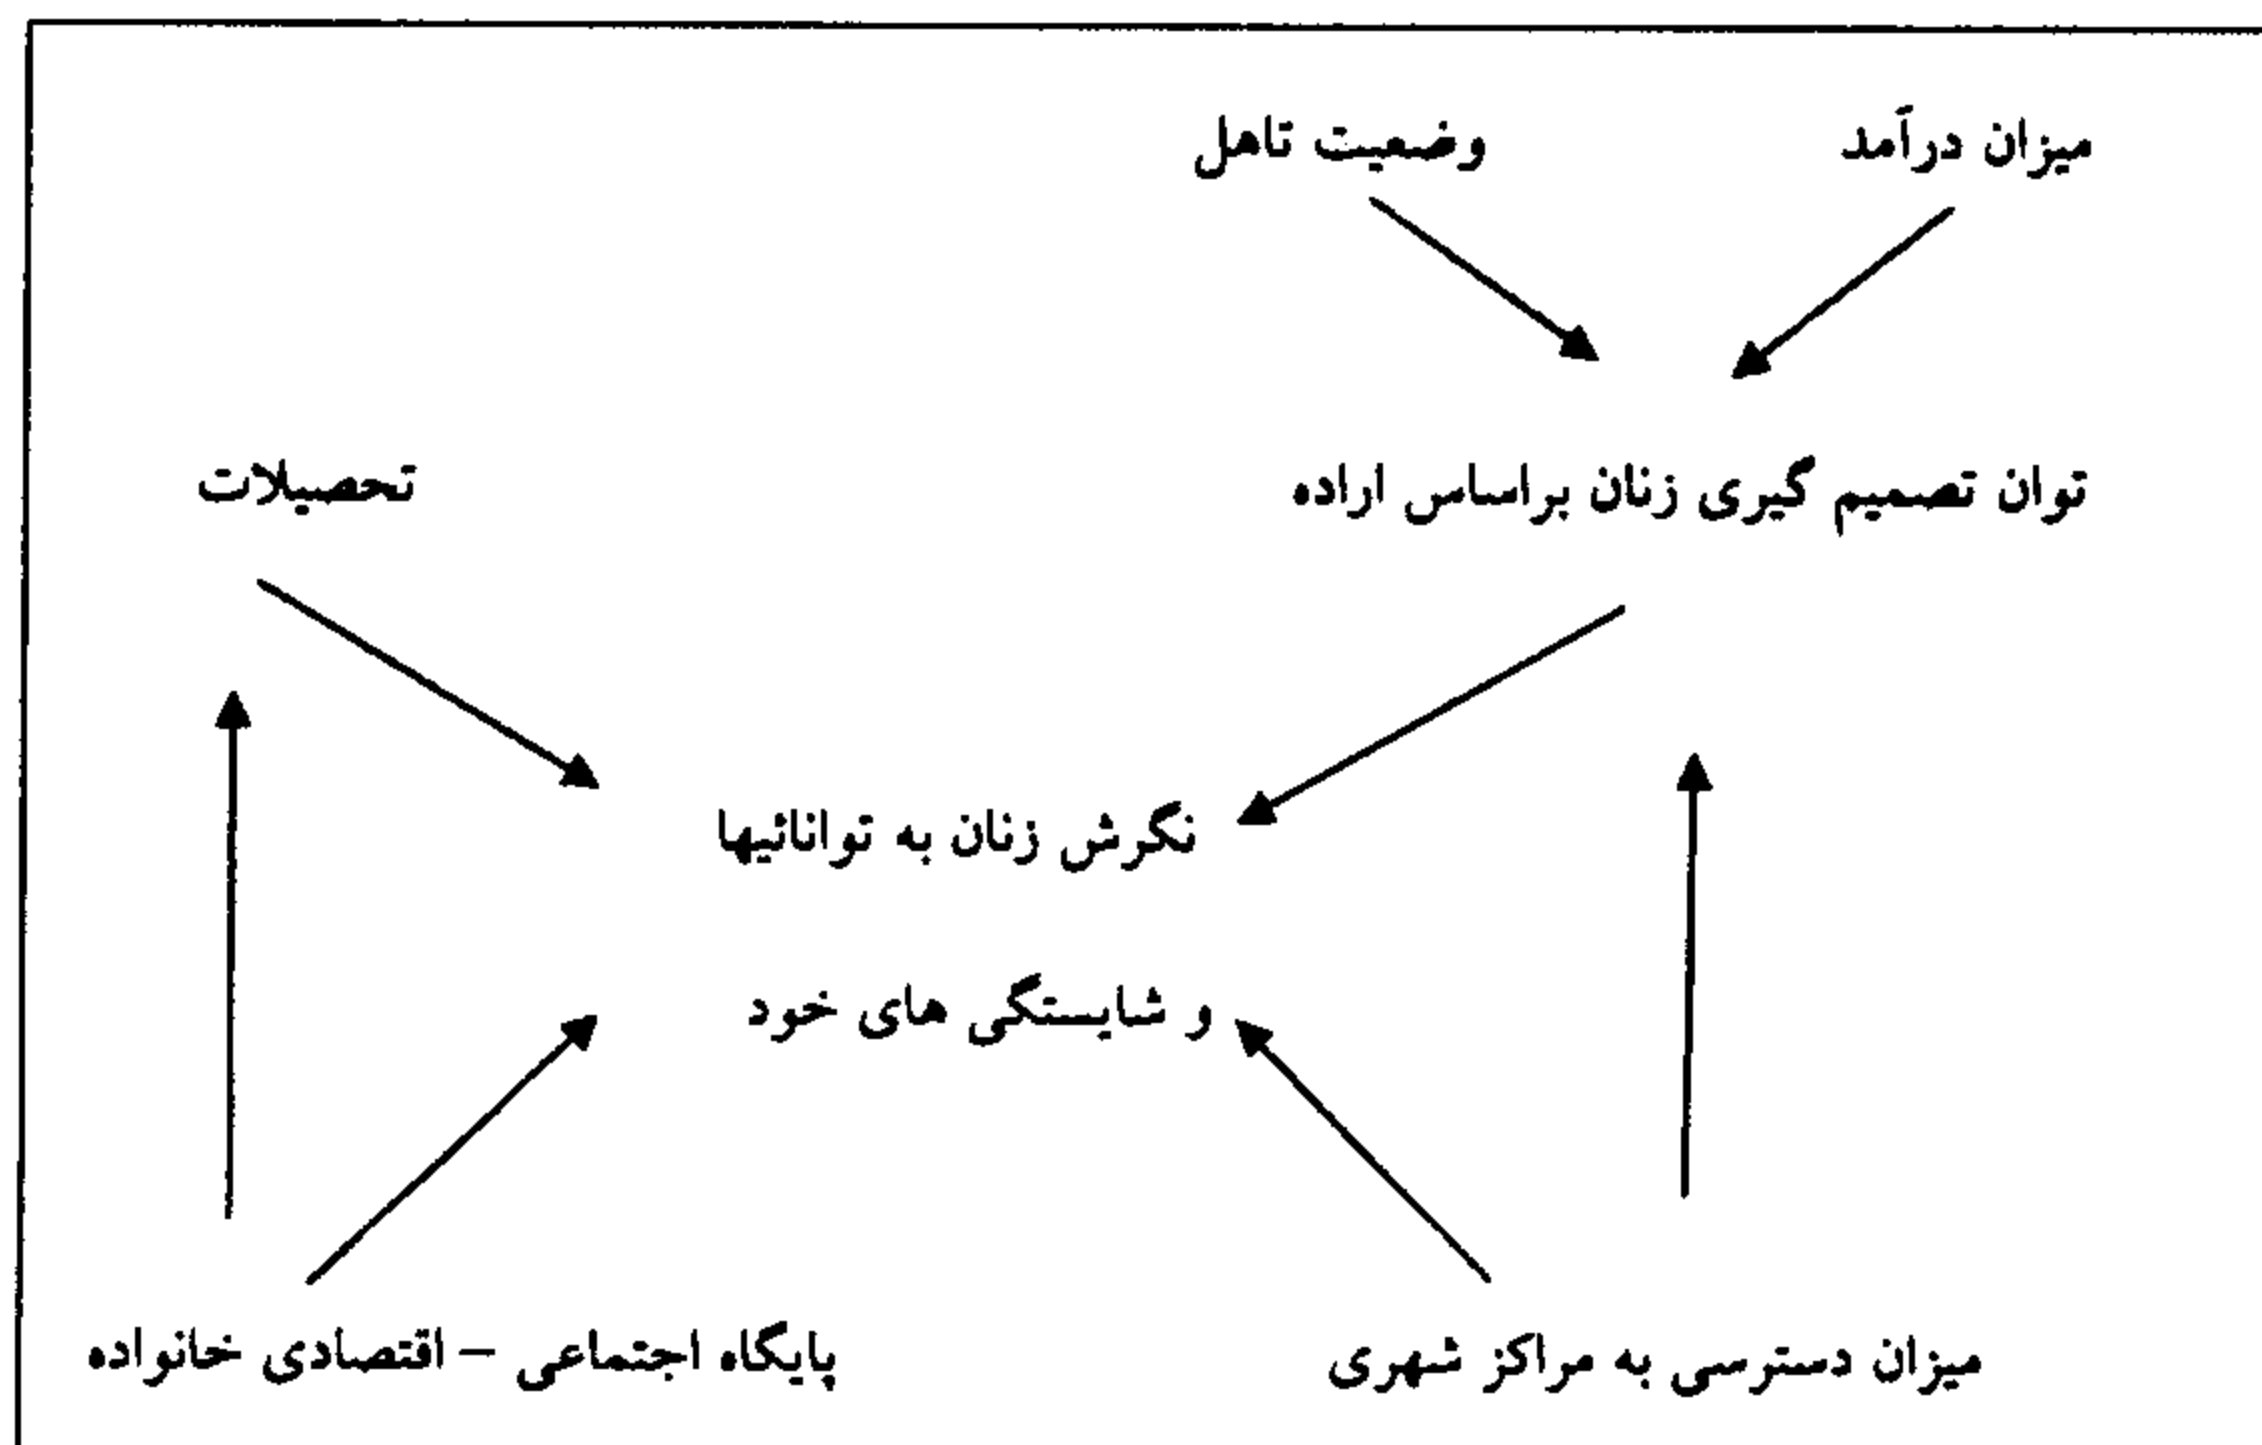 میزان درآمد
وضعیت تاهل
توان تصمیم گیری زنان براساس اراده
تحصیلات
نگرش زنان به توانائیها
و شایستگی های خود
میزان دسترسی به مراکز شهری
پایگاه اجتماعی – اقتصادی خانواده